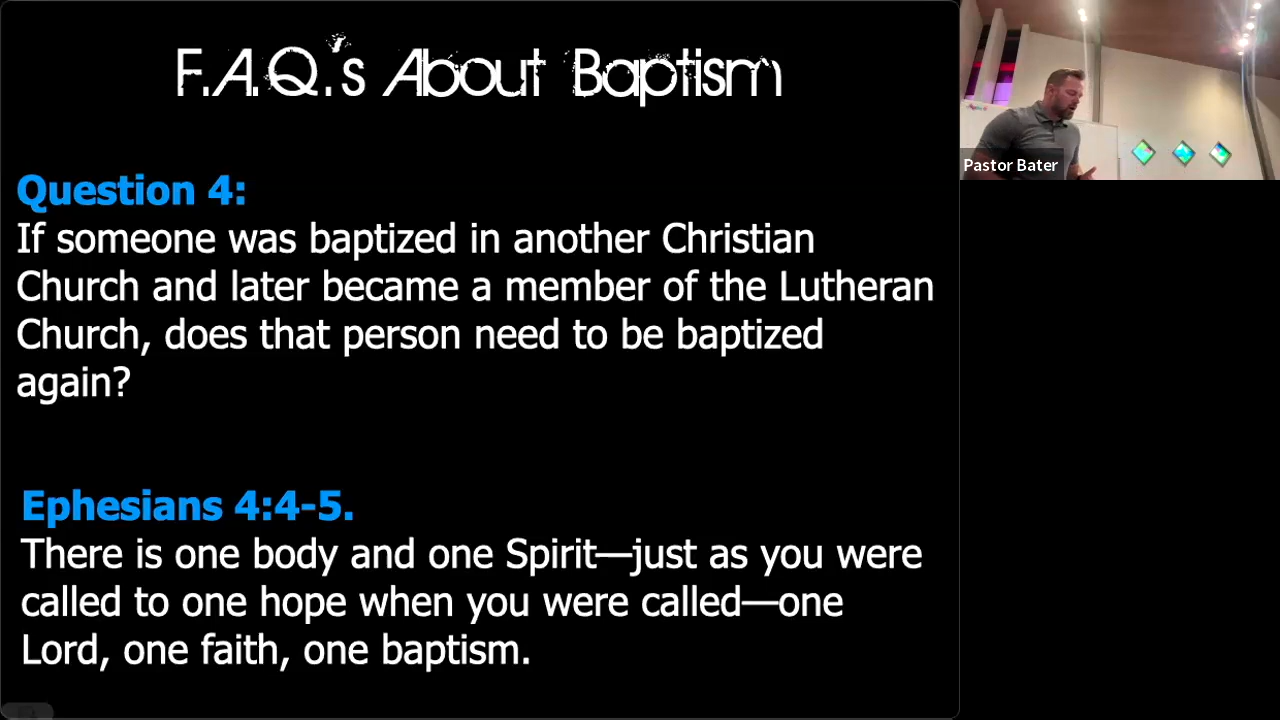 F.A.Q.'s About Baptism
Pastor Bater
Question 4:
If someone was baptized in another Christian
Church and later became a member of the Lutheran
Church, does that person need to be baptized
again?
Ephesians 4:4-5.
There is one body and one Spirit—just as you were
called to one hope when you were called—one
Lord, one faith, one baptism.